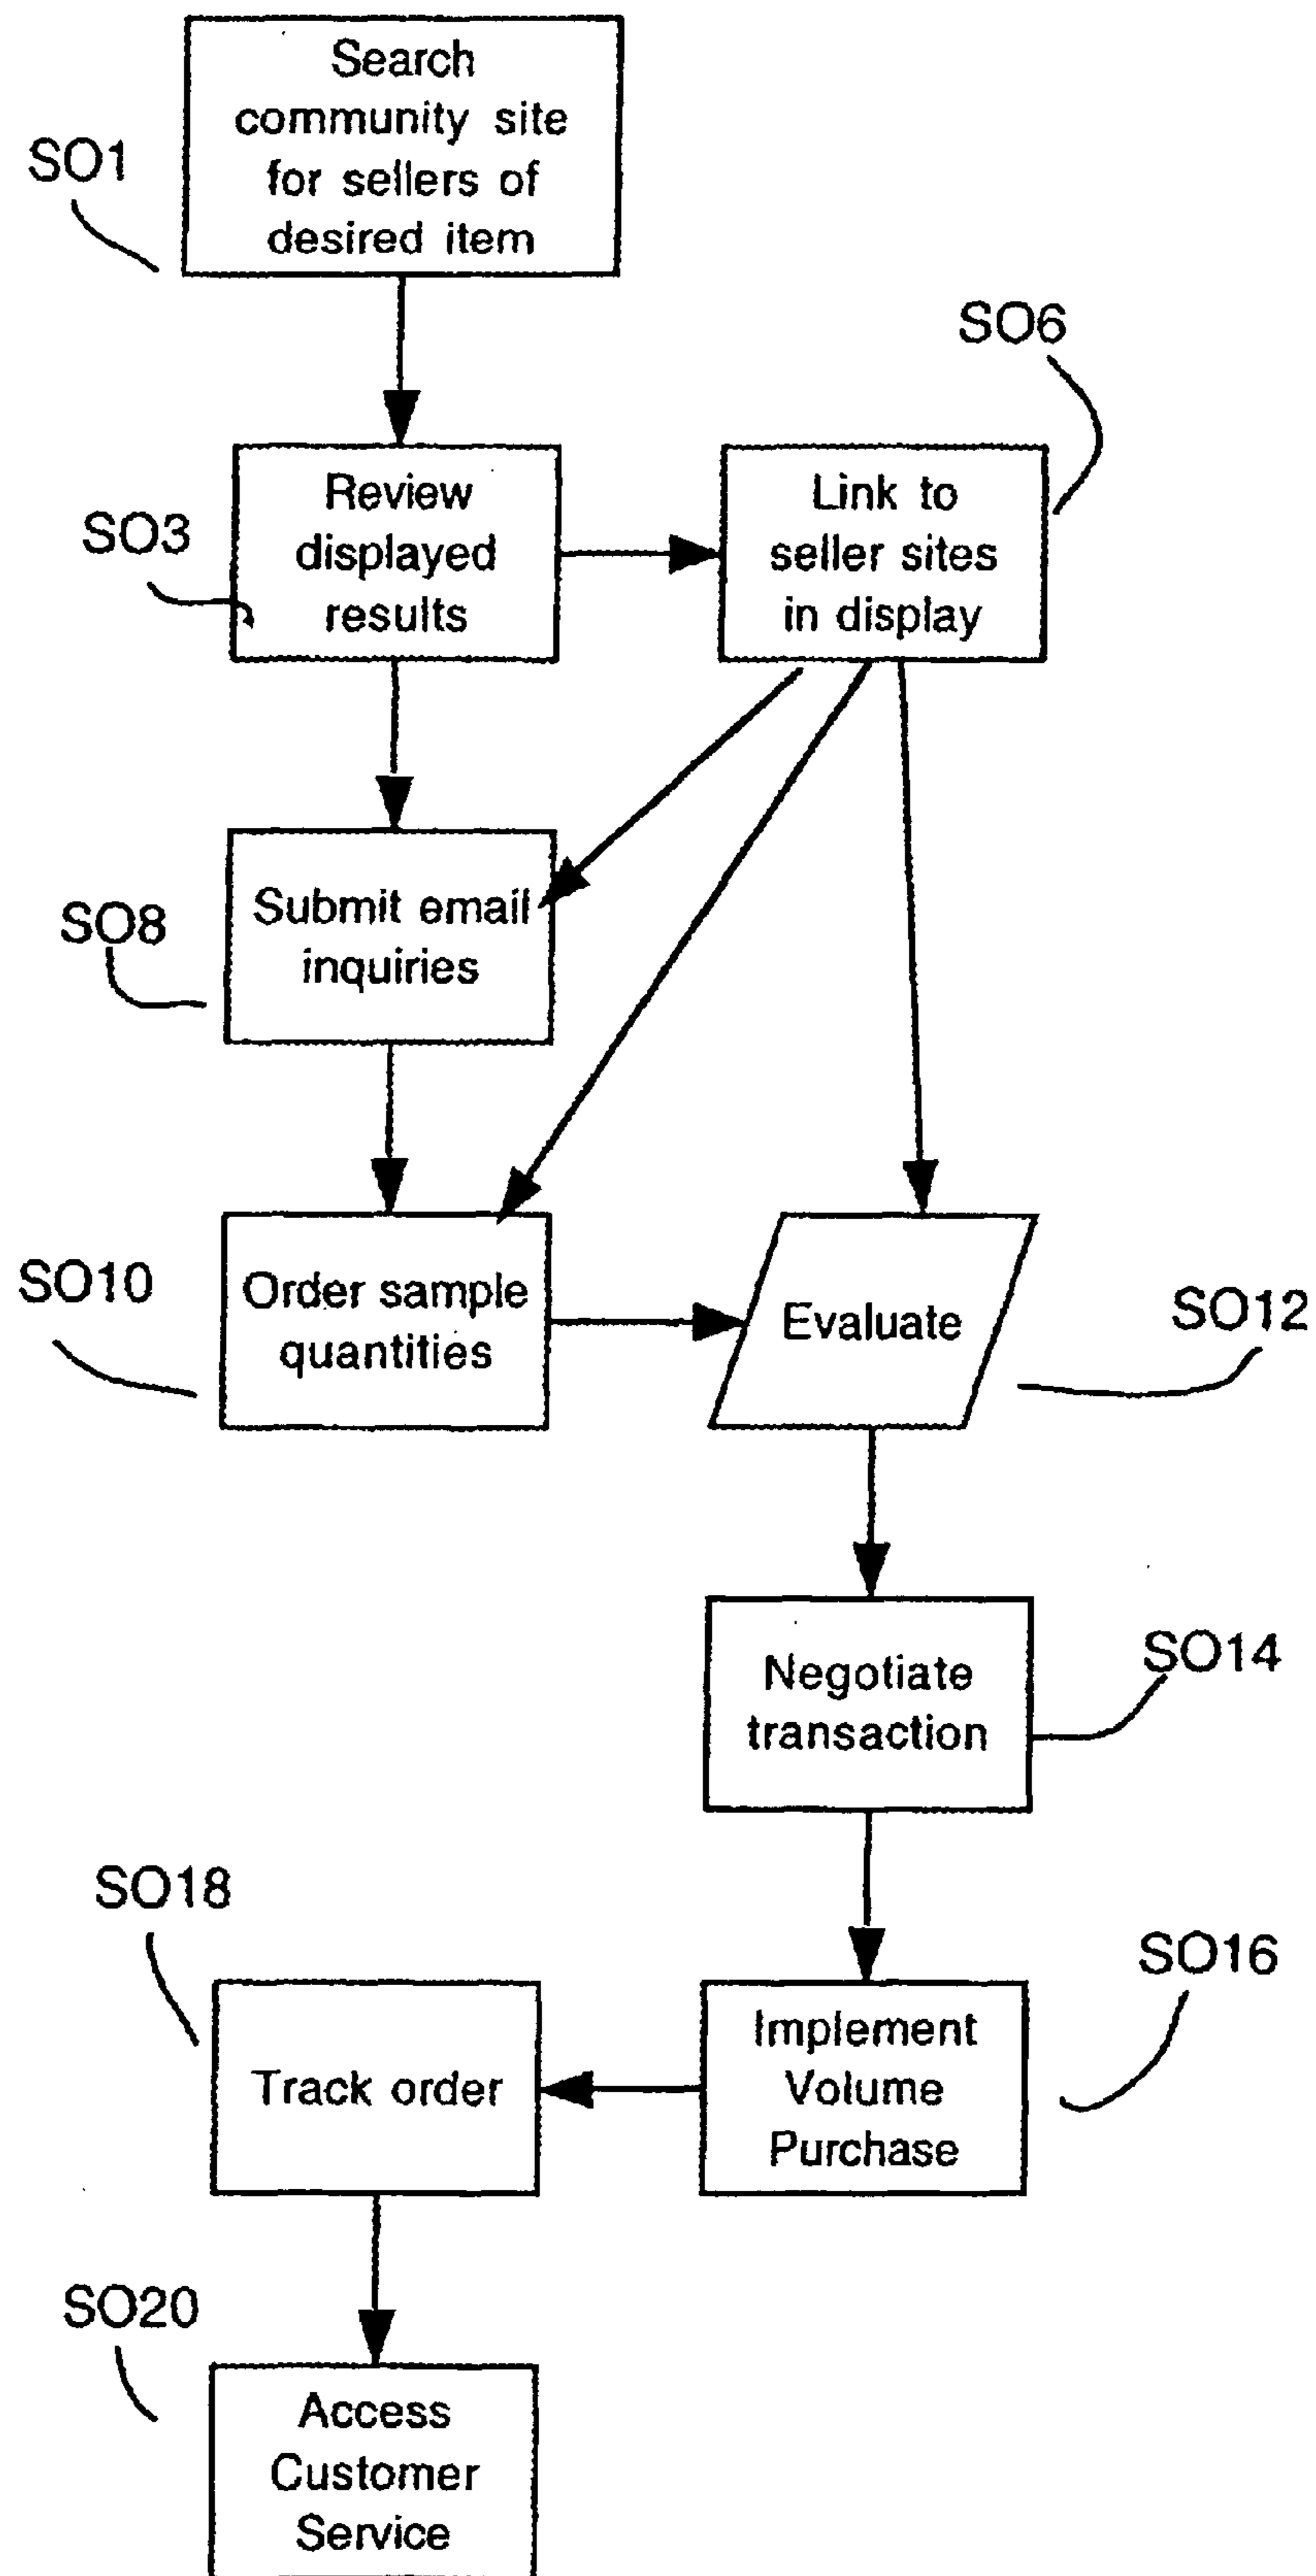 Search
community site
for sellers of
desired item
SO1
SO6
Review
displayed
results
SO3
Link to
seller sites
in display
Submit email
inquiries
SO8
Order sample
quantities
SO10
Evaluate
SO12
Negotiate
transaction
SO14
SO18
Track order
Implement
Volume
Purchase
SO16
SO20
Access
Customer
Service